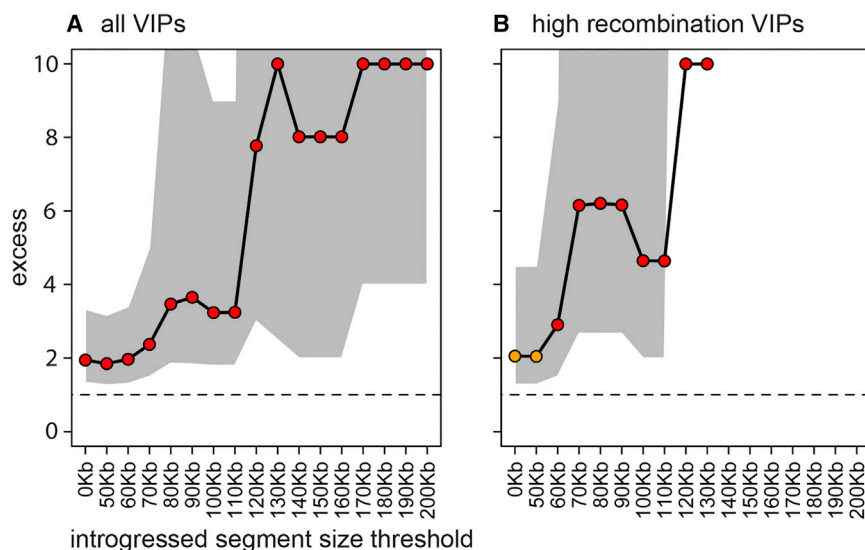 A all VIPs
B high recombination VIPs
excess
10
8
6
4
2
0
0Kb
50Kb
60Kb
70Kb
80Kb
90Kb
100Kb
110Kb
120Kb
130Kb
140Kb
150Kb
160Kb
170Kb
180Kb
190Kb
200Kb
0Kb
50Kb
60Kb
70Kb
80Kb
90Kb
100Kb
110Kb
120Kb
130Kb
140Kb
150Kb
160Kb
170Kb
180Kb
190Kb
200Kb
introgressed segment size threshold